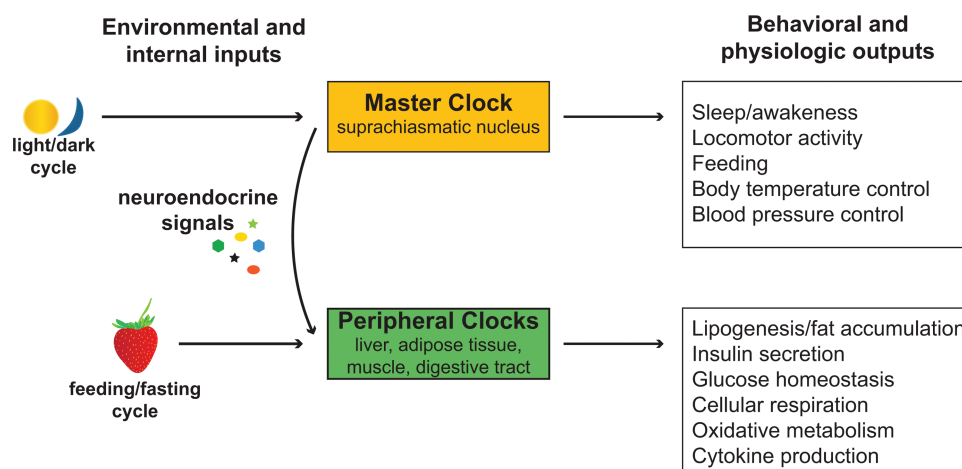 Environmental and
internal inputs
Behavioral and
physiologic outputs
light/dark
cycle
Master Clock
suprachiasmatic nucleus
Sleep/awakeness
Locomotor activity
Feeding
Body temperature control
Blood pressure control
neuroendocrine
signals
feeding/fasting
cycle
Peripheral Clocks
liver, adipose tissue,
muscle, digestive tract
Lipogenesis/fat accumulation
Insulin secretion
Glucose homeostasis
Cellular respiration
Oxidative metabolism
Cytokine production